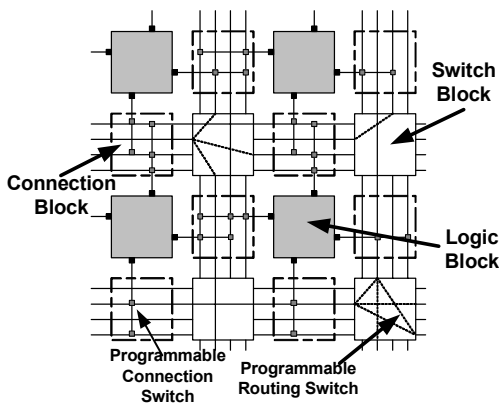 Switch
Block
Connection
Block
Logic
Block
Programmable
Connection
Switch
Programmable
Routing Switch